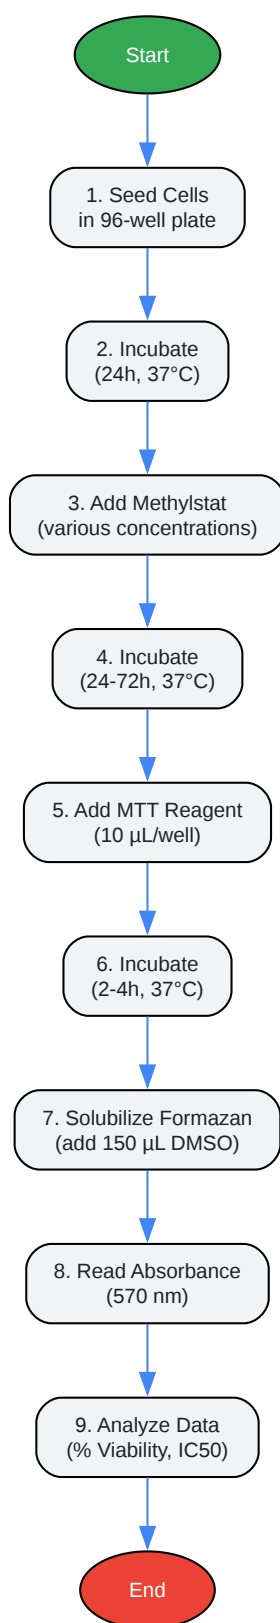 Start
1. Seed Cells
in 96-well plate
2. Incubate
(24h, 37°C)
3. Add Methylstat
(various concentrations)
4. Incubate
(24-72h, 37°C)
5. Add MTT Reagent
(10 µL/well)
6. Incubate
(2-4h, 37°C)
7. Solubilize Formazan
(add 150 µL DMSO)
8. Read Absorbance
(570 nm)
9. Analyze Data
(% Viability, IC50)
End